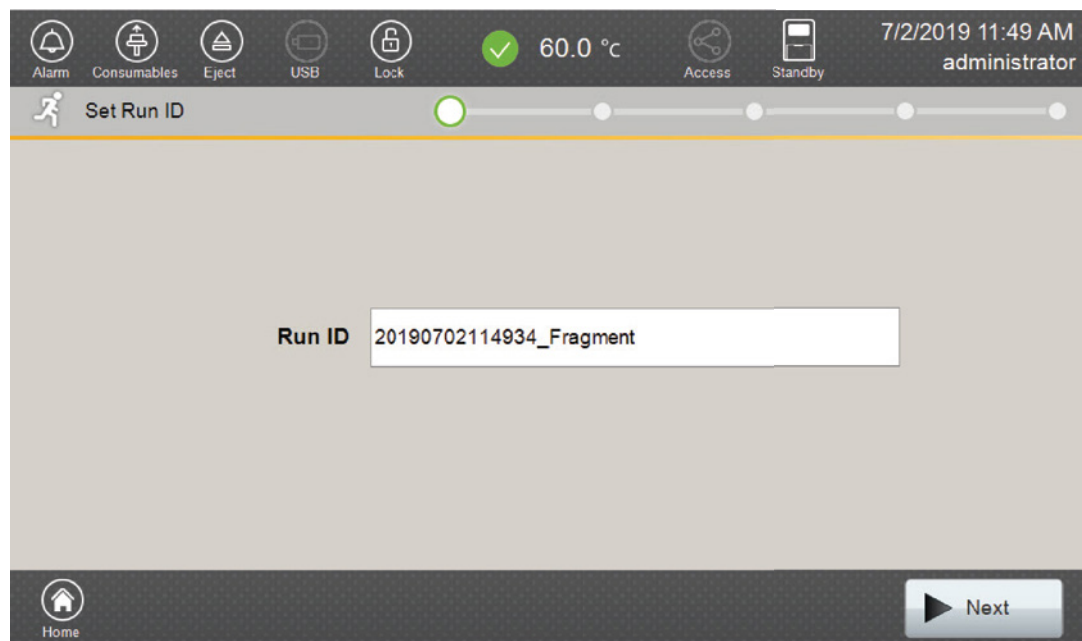 7/2/2019 11:49 AM
60.0 °c
administrator
Alarm Consumables Eject USB Lock Access Standby
Set Run ID
Run ID 20190702114934_Fragment
Next
Home